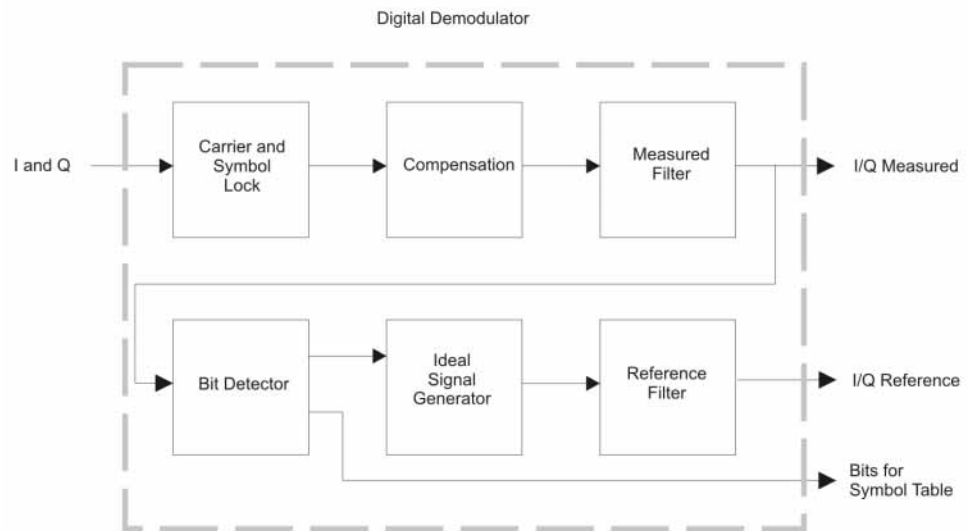 Digital Demodulator
I and Q
Carrier and
Symbol
Lock
Compensation
Measured
Filter
I/Q Measured
Bit Detector
Ideal
Signal
Generator
Reference
Filter
I/Q Reference
Bits for
Symbol Table